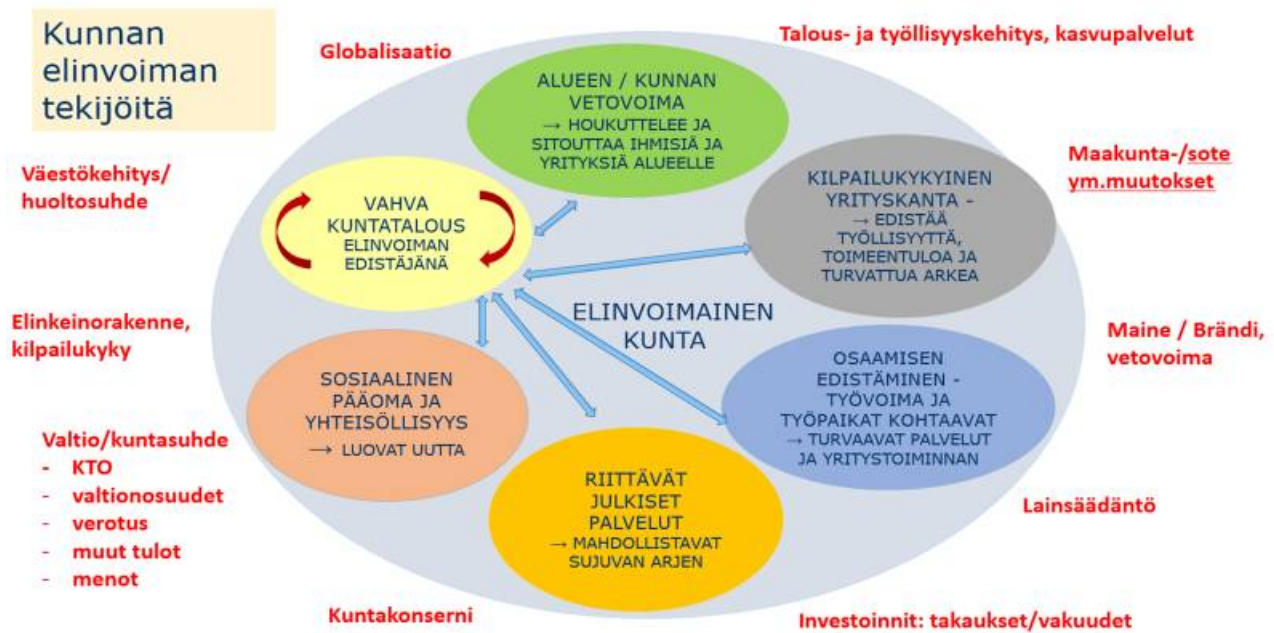 Kunnan
elinvoiman
tekijöitä
Globalisaatio
Talous- ja työllisyyskehitys, kasvupalvelut
ALUEEN / KUNNAN
VETOVOIMA
→ HOUKUTTELEE JA
SITOUTTAA IHMISIÄ JA
YRITYKSIÄ ALUEELLE
Väestökehitys/
huoltosuhde
VAHVA
KUNTATALOUS
ELINVOIMAN
EDISTÄJÄNÄ
KILPAILUKYKYINEN
YRITYSKANTA -
→ EDISTÄÄ
TYÖLLISYYTTÄ,
TOIMEENTULOA JA
TURVATTUA ARKEA
Maakunta-/sote
ym.muutokset
Elinkeinorakenne,
kilpailukyky
ELINVOIMAINEN
KUNTA
Maine / Brändi,
vetovoima
SOSIAALINEN
PÄÄOMA JA
YHTEISÖLLISYYS
→ LUOVAT UUTTA
OSAAMISEN
EDISTÄMINEN -
TYÖVOIMA JA
TYÖPAIKAT KOHTAAVAT
→ TURVAAVAT PALVELUT
JA YRITYSTOIMINNAN
Valtio/kuntasuhde
- KTO
- valtionosuudet
- verotus
- muut tulot
- menot
RIITTÄVÄT
JULKISET
PALVELUT
→ MAHDOLLISTAVAT
SUJUVAN ARJEN
Lainsäädäntö
Kuntakonserni
Investoinnit: takaukset/vakuudet